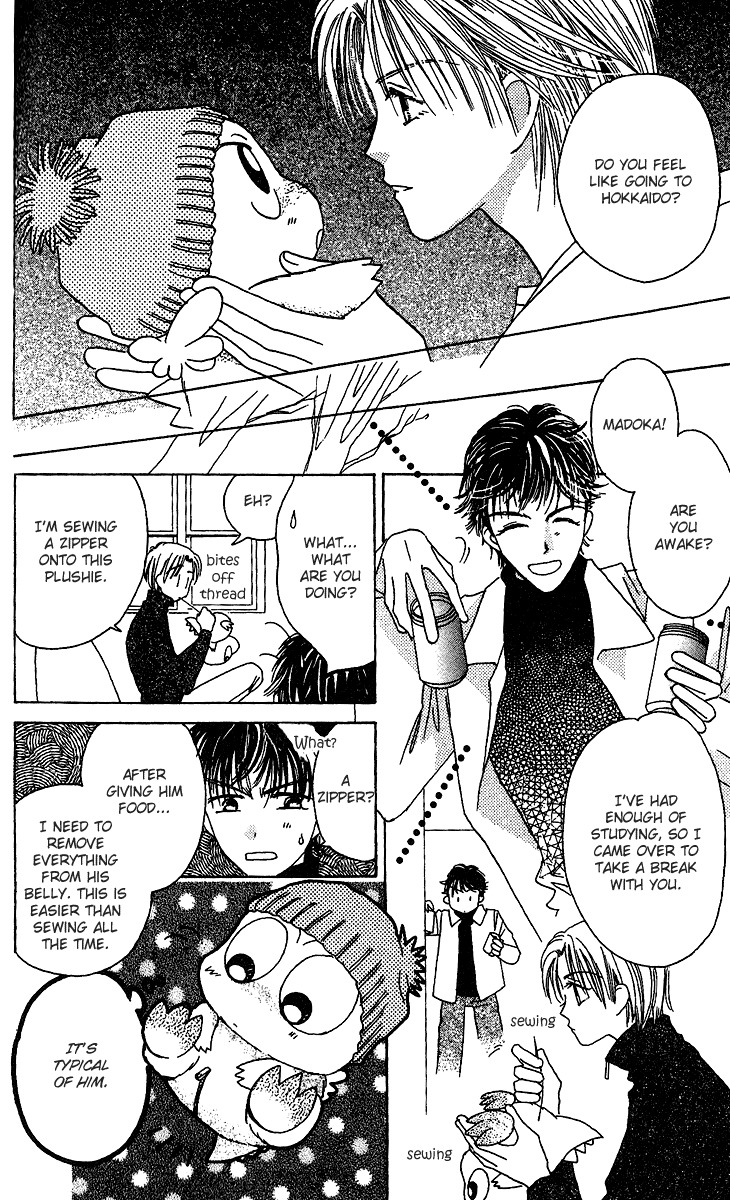 DO YOU FEEL
LIKE GOING TO
HOKKAIDO?
MADOKA!
ARE
YOU
AWAKE?
I'VE HAD
ENOUGH OF
STUDYING, SO I
CAME OVER TO
TAKE A BREAK
WITH YOU.
sewing
sewing
WHAT...
WHAT
ARE YOU
DOING?
EH?
bites
off
thread
I'M SEWING
A ZIPPER
ONTO THIS
PLUSHIE.
What?
A
ZIPPER?
AFTER
GIVING HIM
FOOD...
I NEED TO
REMOVE
EVERYTHING
FROM HIS
BELLY. THIS IS
EASIER THAN
SEWING ALL
THE TIME.
IT'S
TYPICAL
OF HIM.